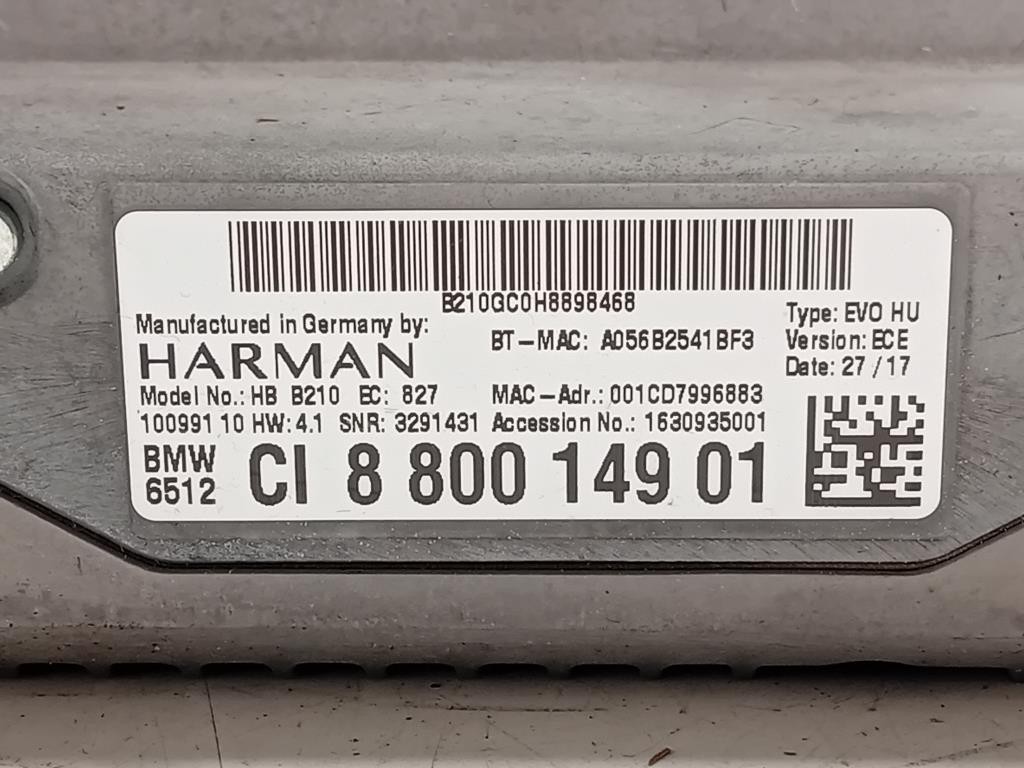 B210GC0H8898468
Manufactured in Germany by:
HARMAN
BT-MAC: A056B2541BF3
Type: EVO HU
Version: ECE
Date: 27/17
Model No.: HB B210 EC: 827
MAC-Adr.: 001CD7996883
10099110 HW: 4.1 SNR: 3291431 Accession No.: 1630935001
BMW
6512
CI 8 800 149 01